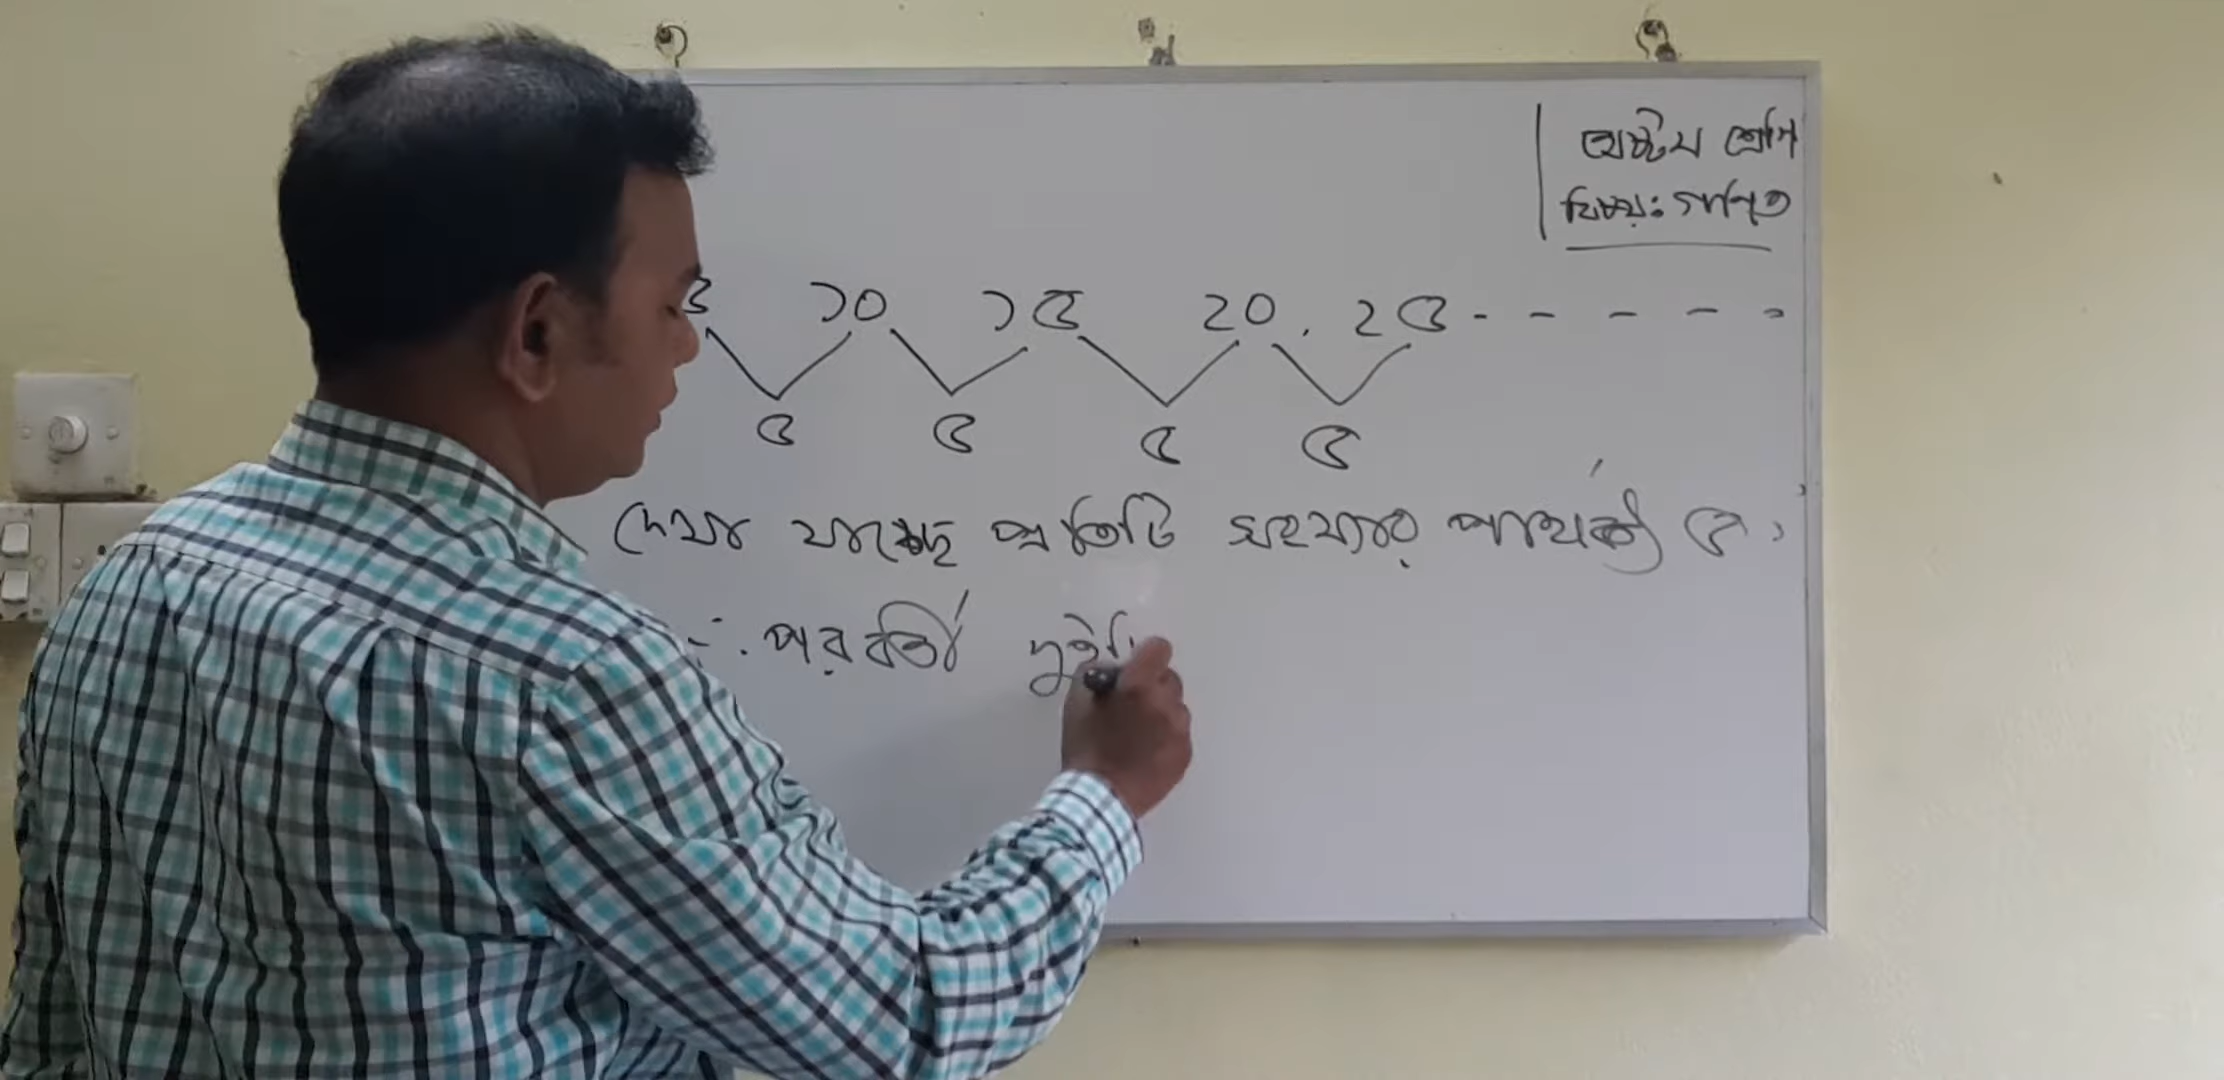 অষ্টম শ্রেণি
বিষয়: গণিত
৫ ১০ ১৫ ২০, ২৫ - - - - -
৫ ৫ ৫ ৫
দেখা যাচ্ছে প্রতিটি সংখ্যার পার্থক্য ৫,
∴ পরবর্তী